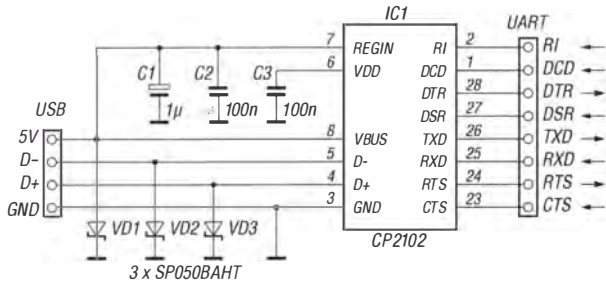 IC1
UART
7 REGIN RI 2 RI
C1 C2 C3 6 VDD DCD 1 DCD
DTR 28 DTR
1µ 100n 100n DSR 27 DSR
USB
5V 8 VBUS TXD 26 TXD
D– 5 D- RXD 25 RXD
D+ 4 D+ RTS 24 RTS
GND 3 GND CTS 23 CTS
VD1 VD2 VD3
CP2102
3 x SP050BAHT